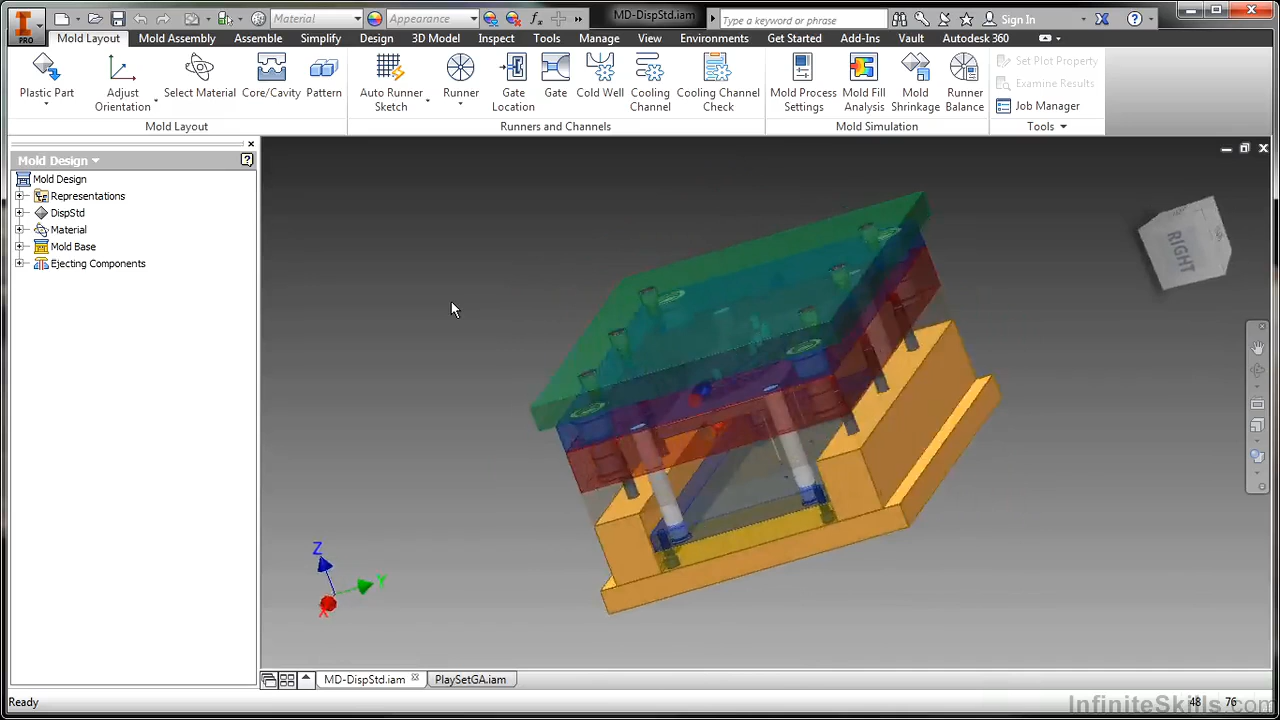 Material
Appearance
MD-DispStd.iam
Type a keyword or phrase
Sign In
PRO
Mold Layout
Mold Assembly
Assemble
Simplify
Design
3D Model
Inspect
Tools
Manage
View
Environments
Get Started
Add-Ins
Vault
Autodesk 360
Plastic Part
Adjust Orientation
Select Material
Core/Cavity
Pattern
Auto Runner Sketch
Runner
Gate Location
Gate
Cold Well
Cooling Channel
Cooling Channel Check
Mold Process Settings
Mold Fill Analysis
Mold Shrinkage
Runner Balance
Set Plot Property
Examine Results
Job Manager
Mold Layout
Runners and Channels
Mold Simulation
Tools
Mold Design
Mold Design
Representations
DispStd
Material
Mold Base
Ejecting Components
RIGHT
Z
Y
X
MD-DispStd.iam
PlaySetGA.iam
Ready
48
76
InfiniteSkills.com